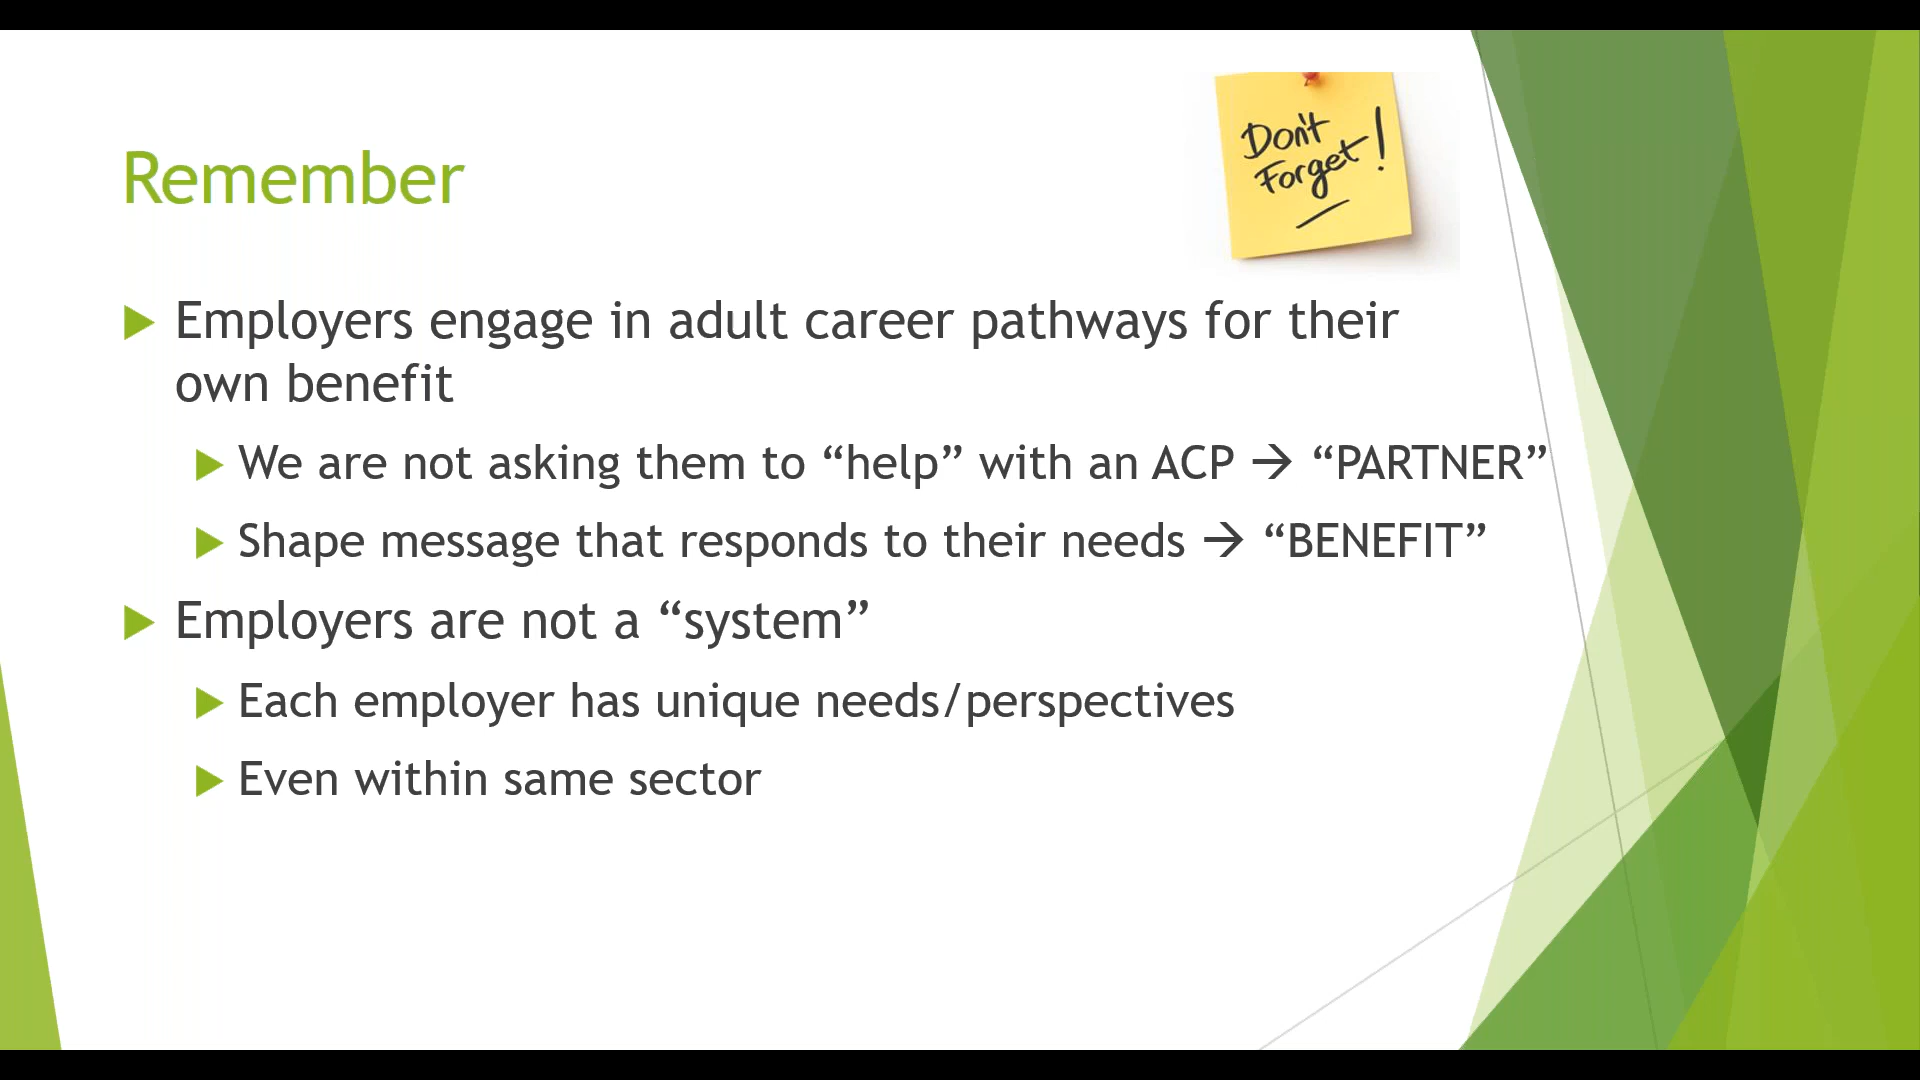 Don't
Forget!
Remember
Employers engage in adult career pathways for their
own benefit
We are not asking them to “help” with an ACP → “PARTNER”
Shape message that responds to their needs → “BENEFIT”
Employers are not a “system”
Each employer has unique needs/perspectives
Even within same sector